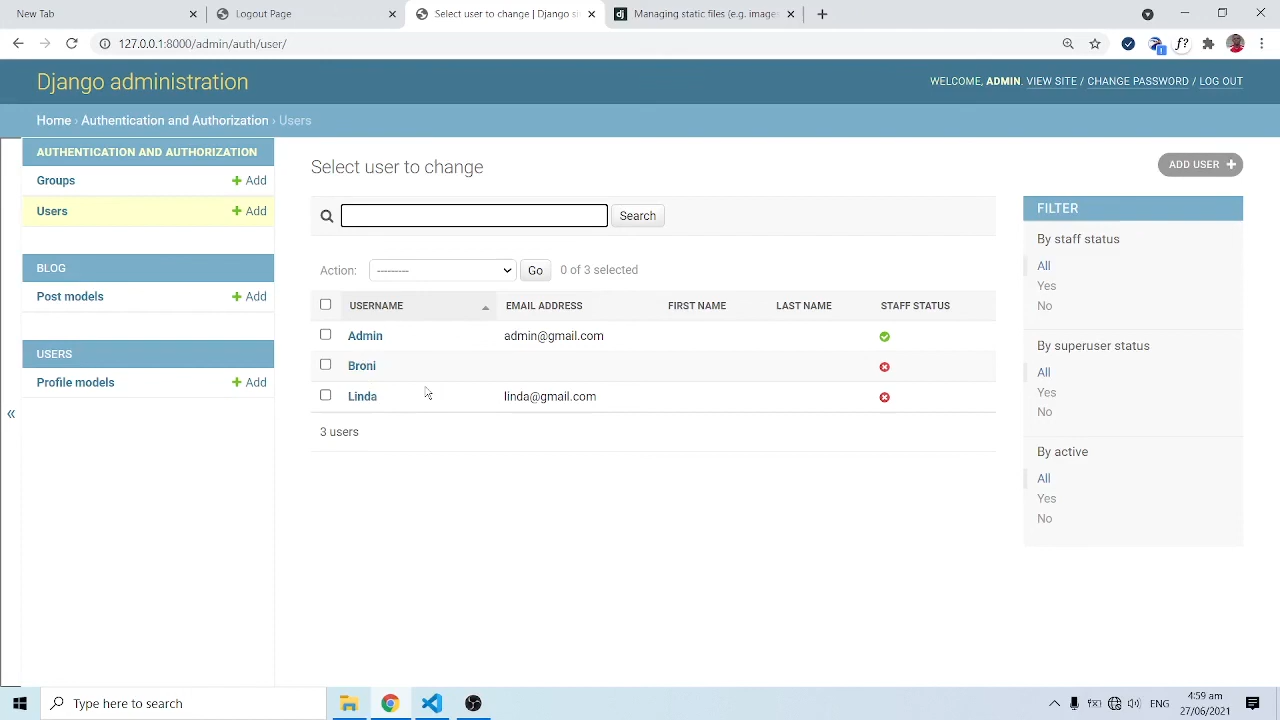 New Tab
Logout Page
Select user to change | Django si
Managing static files (e.g. images
127.0.0.1:8000/admin/auth/user/
Django administration
WELCOME, ADMIN. VIEW SITE / CHANGE PASSWORD / LOG OUT
Home › Authentication and Authorization › Users
AUTHENTICATION AND AUTHORIZATION
Groups + Add
Users + Add
BLOG
Post models + Add
USERS
Profile models + Add
«
Select user to change
ADD USER +
Search
Action: --------- Go 0 of 3 selected
USERNAME EMAIL ADDRESS FIRST NAME LAST NAME STAFF STATUS
Admin admin@gmail.com
Broni
Linda linda@gmail.com
3 users
FILTER
By staff status
All
Yes
No
By superuser status
All
Yes
No
By active
All
Yes
No
Type here to search
ENG
4:59 am
27/06/2021